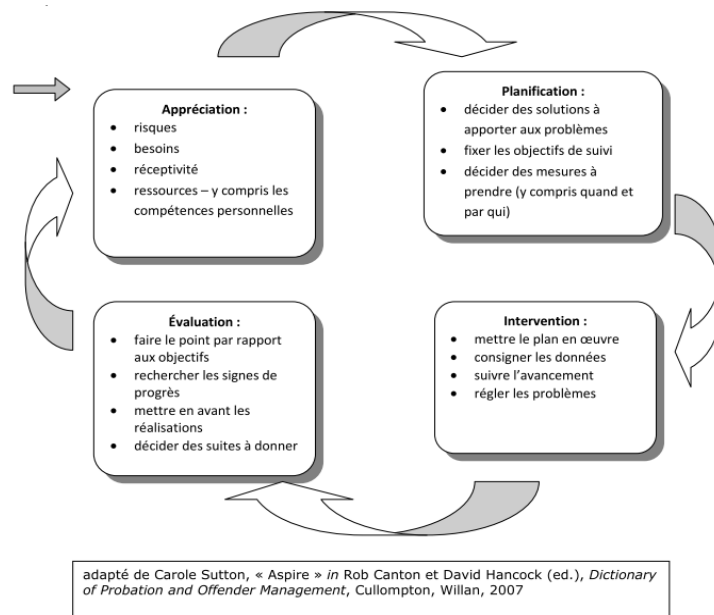 Appréciation :
• risques
• besoins
• réceptivité
• ressources – y compris les
compétences personnelles
Planification :
• décider des solutions à
apporter aux problèmes
• fixer les objectifs de suivi
• décider des mesures à
prendre (y compris quand et
par qui)
Évaluation :
• faire le point par rapport
aux objectifs
• rechercher les signes de
progrès
• mettre en avant les
réalisations
• décider des suites à donner
Intervention :
• mettre le plan en œuvre
• consigner les données
• suivre l’avancement
• régler les problèmes
adapté de Carole Sutton, « Aspire » in Rob Canton et David Hancock (ed.), Dictionary
of Probation and Offender Management, Cullompton, Willan, 2007